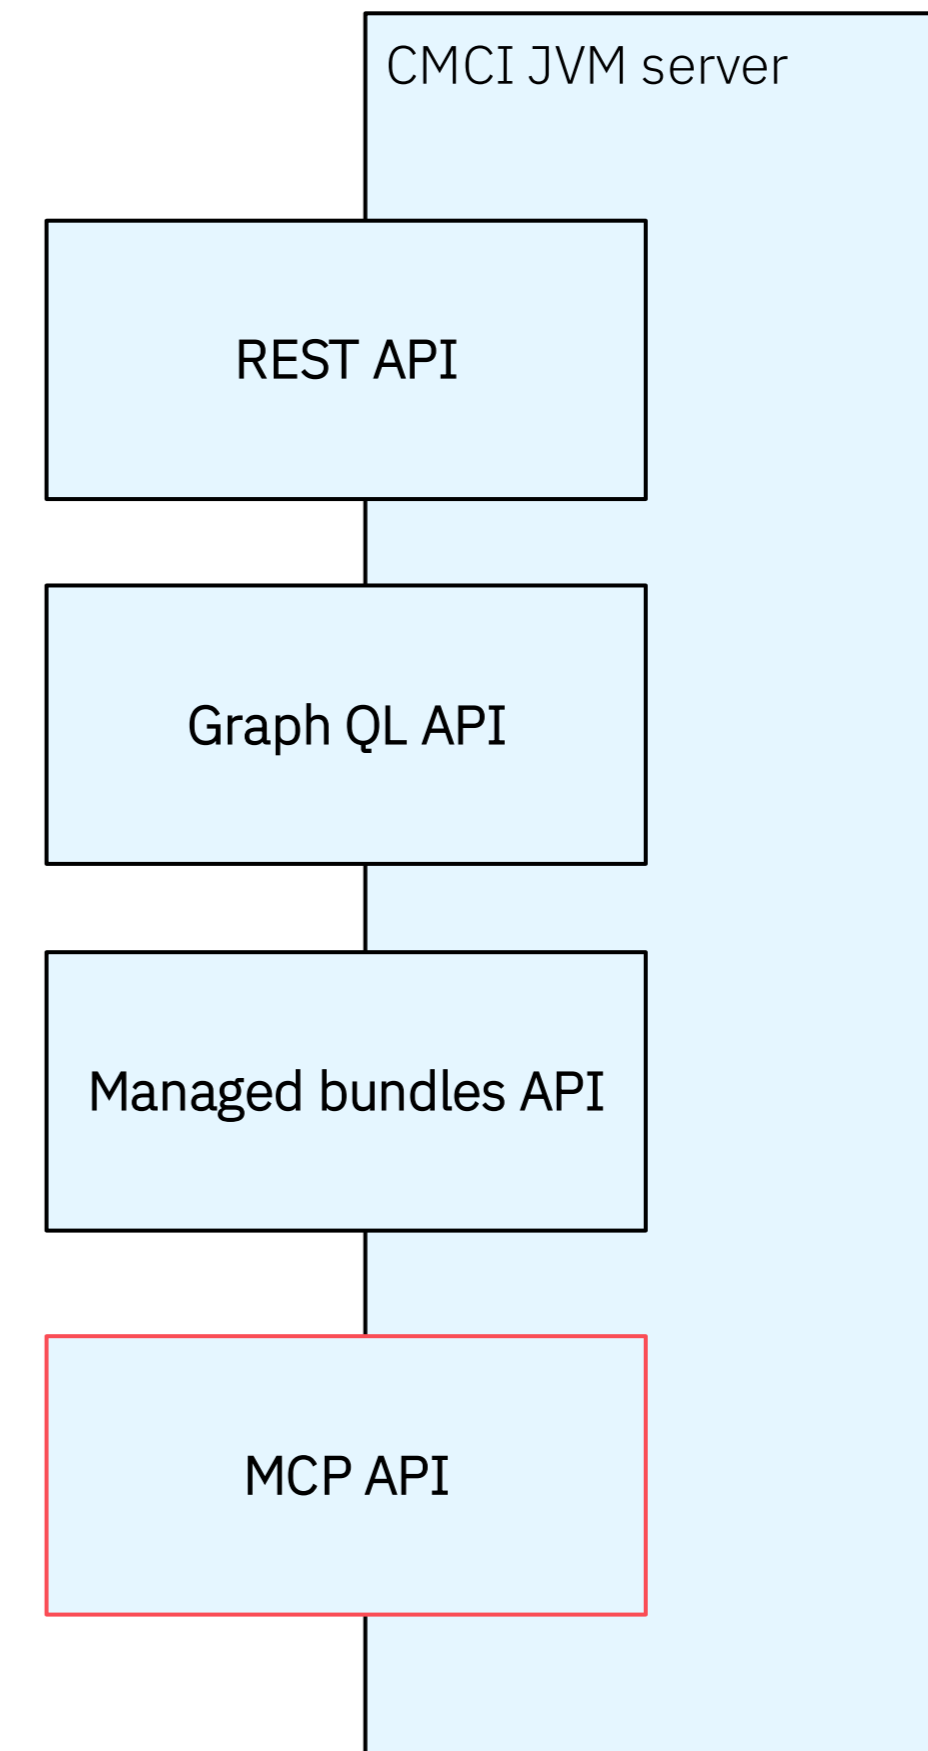 CMCI JVM server
REST API
Graph QL API
Managed bundles API
MCP API